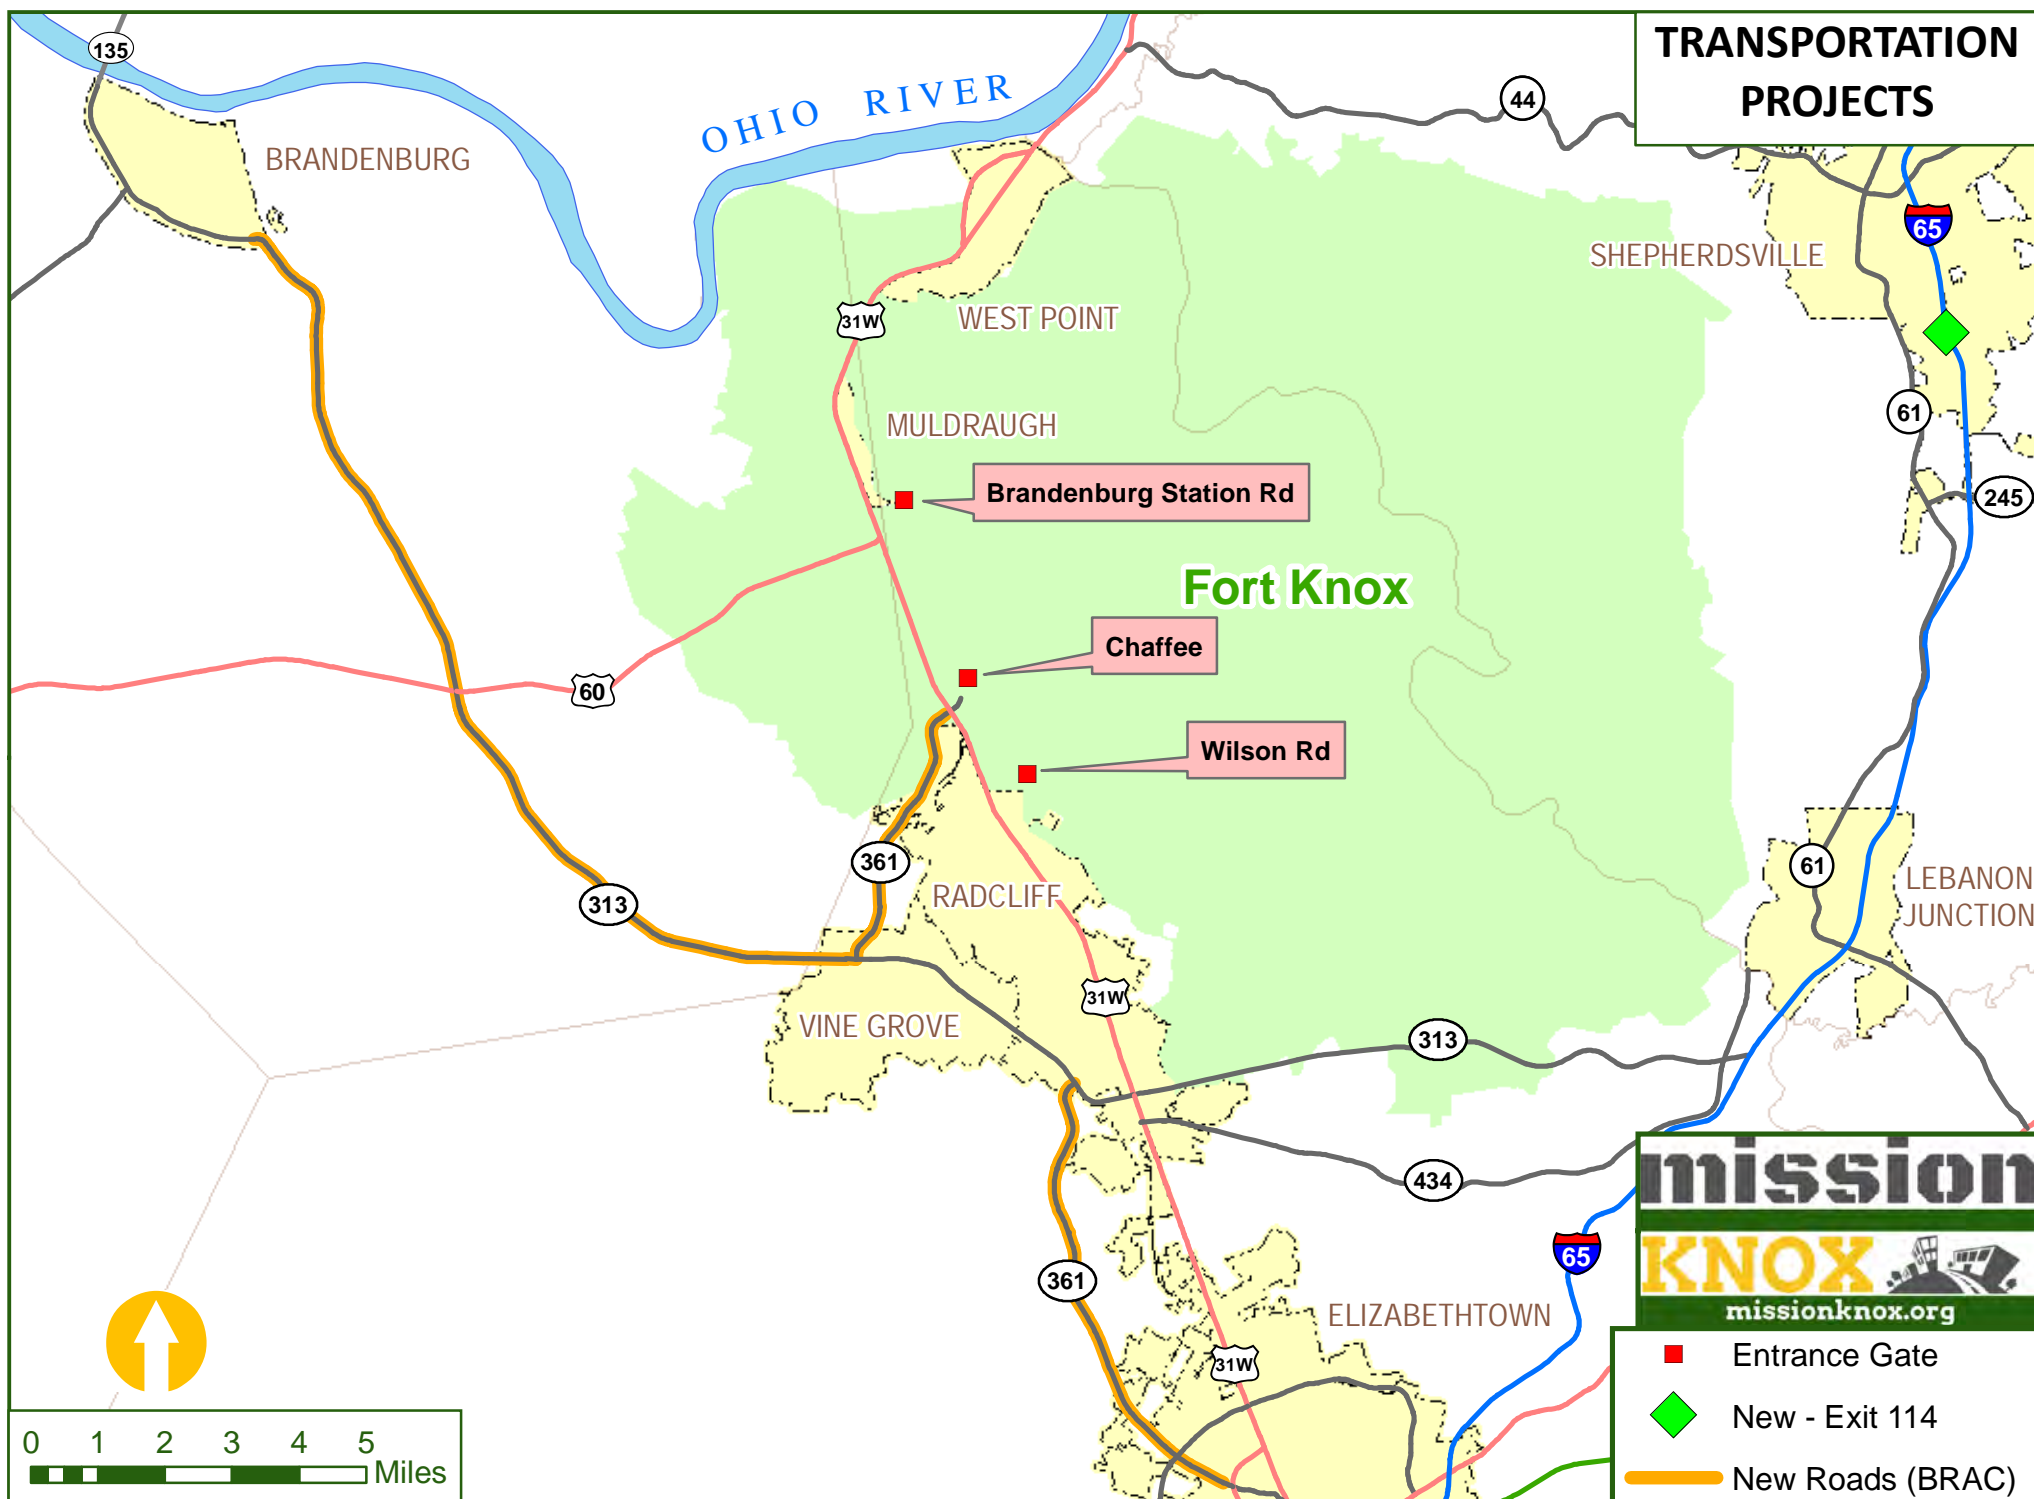 TRANSPORTATION
PROJECTS
135
OHIO RIVER
44
BRANDENBURG
65
SHEPHERDSVILLE
31W
WEST POINT
61
MULDRAUGH
Brandenburg Station Rd
245
Fort Knox
Chaffee
60
Wilson Rd
361
61
RADCLIFF
LEBANON
JUNCTION
313
31W
VINE GROVE
313
434
mission
KNOX
missionknox.org
65
361
ELIZABETHTOWN
31W
Entrance Gate
New - Exit 114
New Roads (BRAC)
0 1 2 3 4 5
Miles